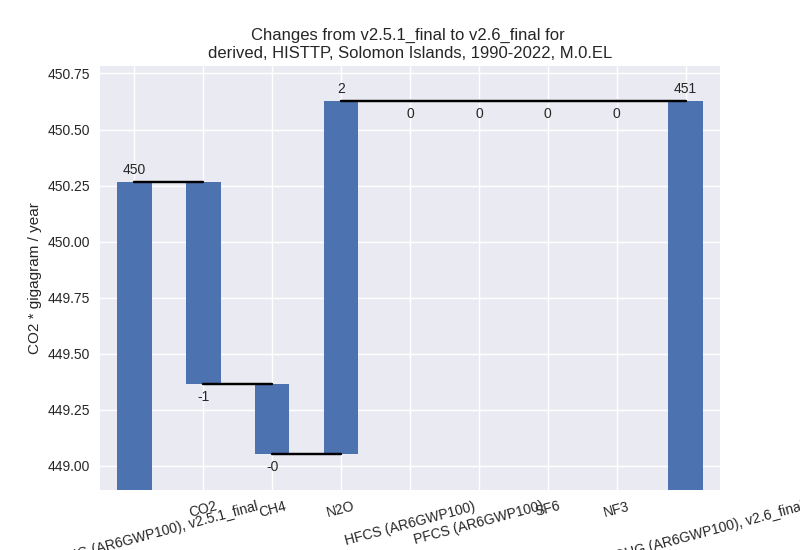 Changes from v2.5.1_final to v2.6_final for
derived, HISTTP, Solomon Islands, 1990-2022, M.0.EL
450.75
450.50
450.25
450.00
449.75
449.50
449.25
449.00
CO2 * gigagram / year
450
-1
-0
2
0
0
0
0
451
(AR6GWP100), v2.5.1_final
CO2
CH4
N2O
HFCS (AR6GWP100)
PFCS (AR6GWP100)
SF6
NF3
(AR6GWP100), v2.6_final